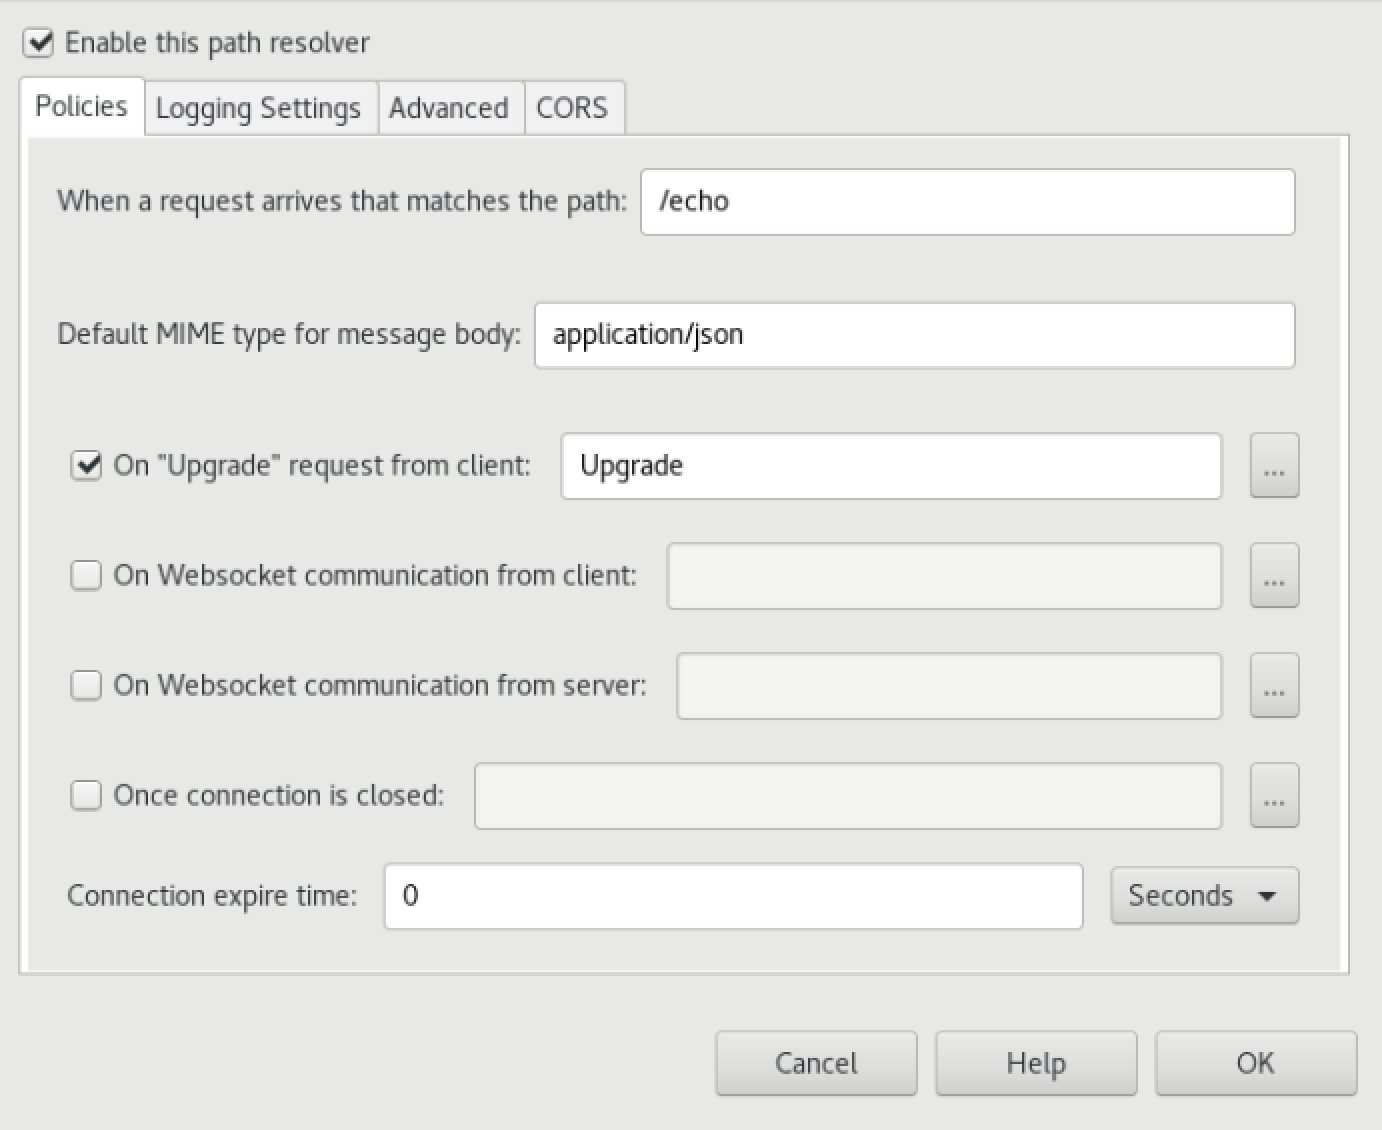 Enable this path resolver
Policies Logging Settings Advanced CORS
When a request arrives that matches the path: /echo
Default MIME type for message body: application/json
On "Upgrade" request from client: Upgrade ...
On Websocket communication from client: ...
On Websocket communication from server: ...
Once connection is closed: ...
Connection expire time: 0 Seconds
Cancel Help OK